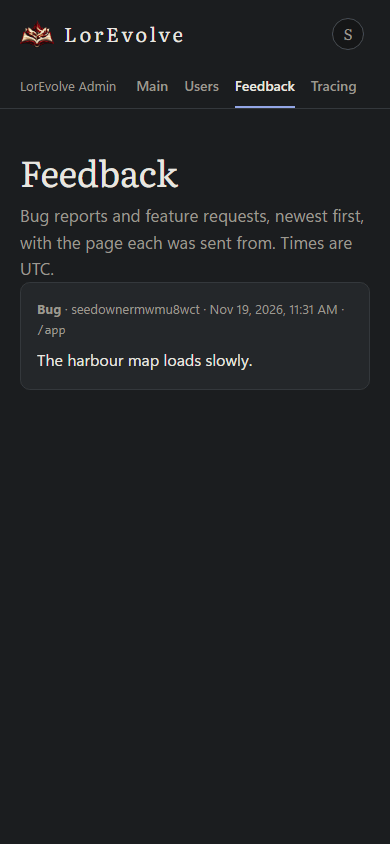 LorEvolve
S
LorEvolve Admin Main Users Feedback Tracing
Feedback
Bug reports and feature requests, newest first,
with the page each was sent from. Times are
UTC.
Bug · seedownermwmu8wct · Nov 19, 2026, 11:31 AM ·
/app
The harbour map loads slowly.